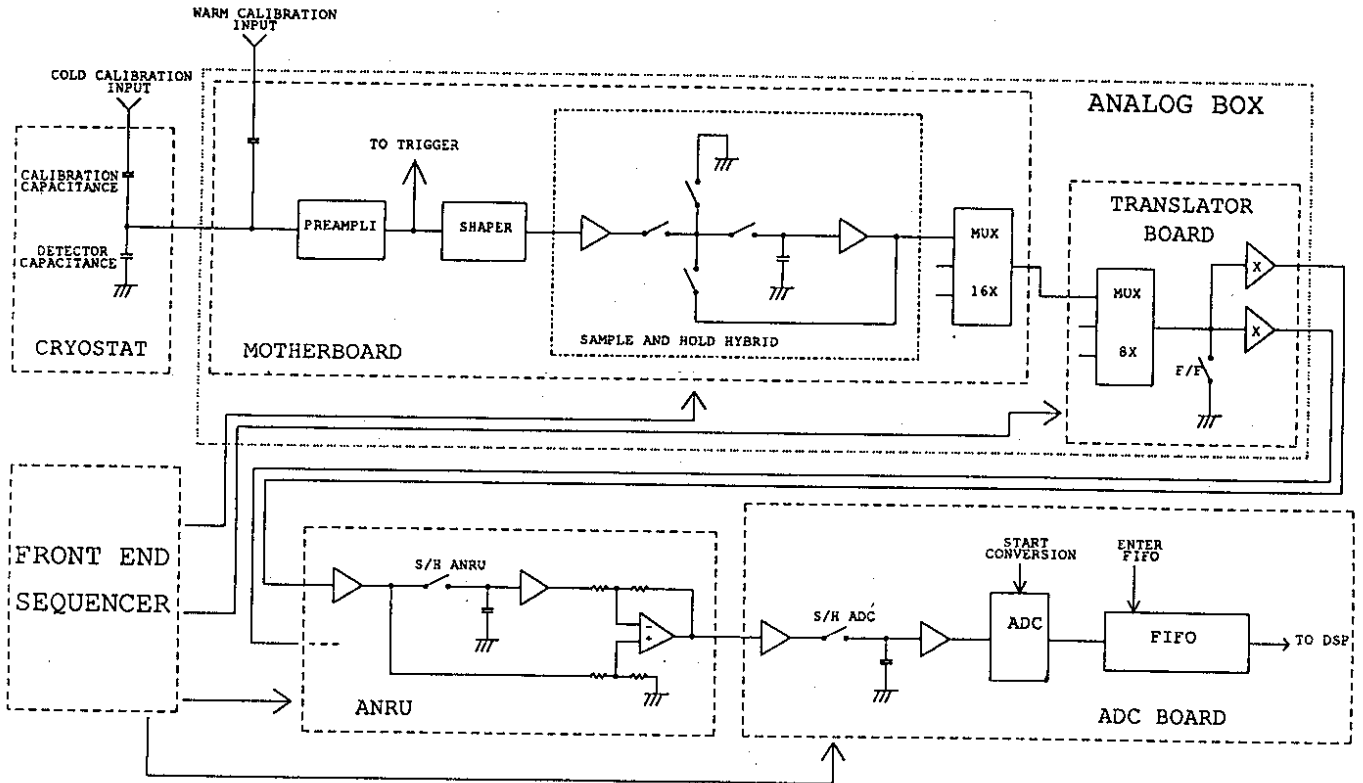 WARM CALIBRATION
INPUT
COLD CALIBRATION
INPUT
ANALOG BOX
TO TRIGGER
CALIBRATION
CAPACITANCE
TRANSLATOR
BOARD
PREAMPLI
SHAPER
MUX
16X
DETECTOR
CAPACITANCE
MUX
8X
X
X
F/F
SAMPLE AND HOLD HYBRID
CRYOSTAT
MOTHERBOARD
FRONT END
SEQUENCER
START
CONVERSION
ENTER
FIFO
S/H ANRU
S/H ADC
ADC
FIFO
TO DSP
-
+
ANRU
ADC BOARD